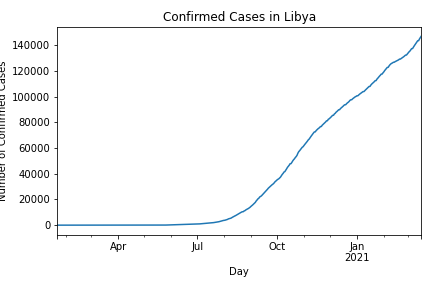 Confirmed Cases in Libya
Number of Confirmed Cases
140000
120000
100000
80000
60000
40000
20000
0
Apr
Jul
Oct
Jan
2021
Day